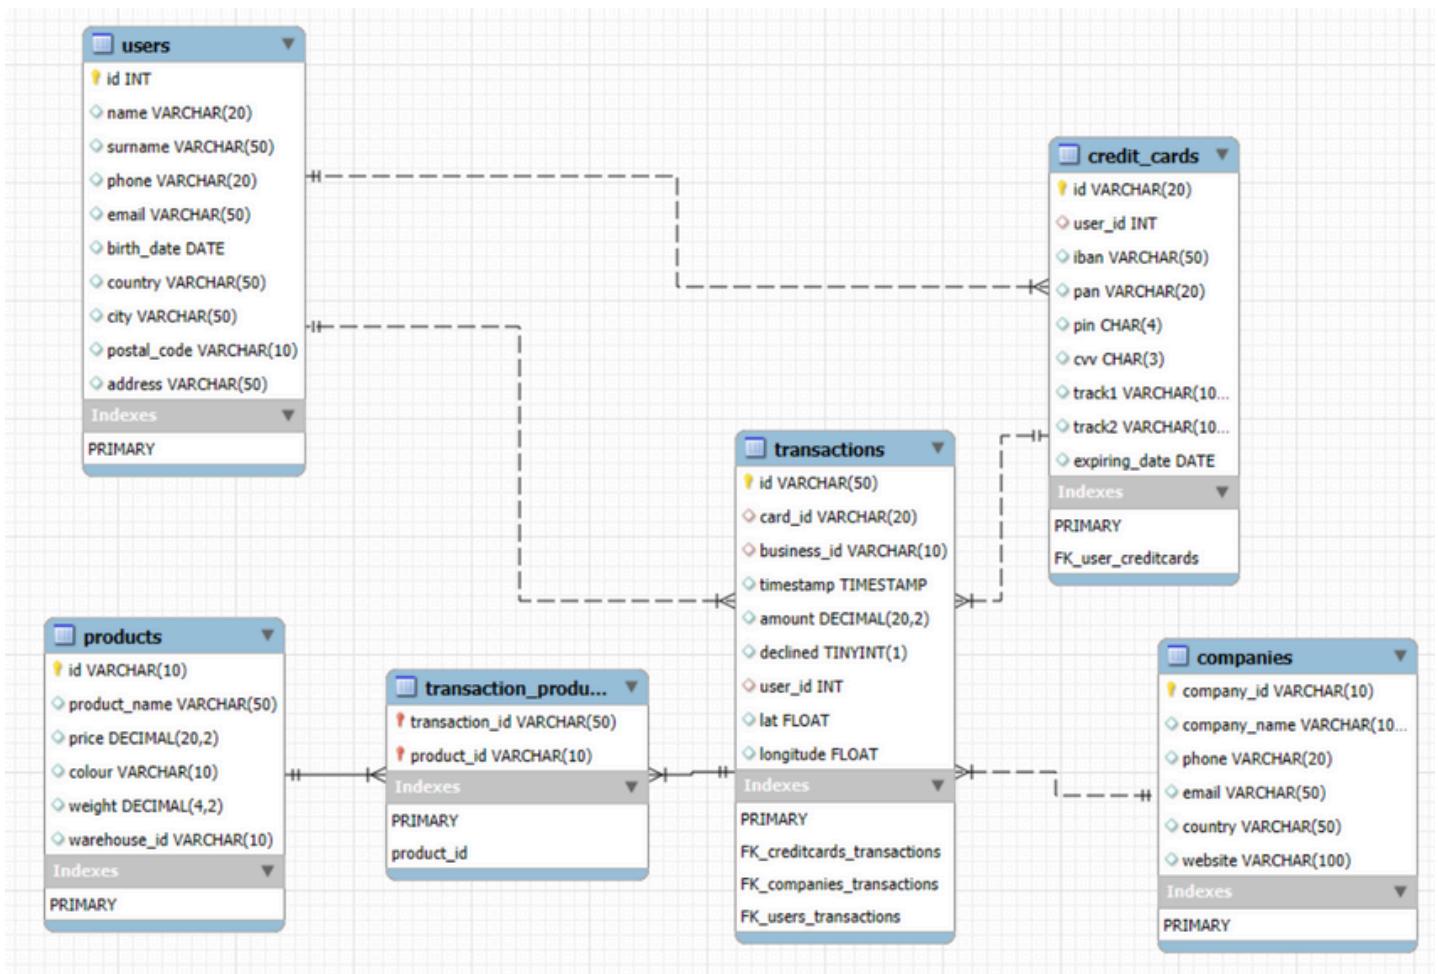 users
id INT
name VARCHAR(20)
surname VARCHAR(50)
phone VARCHAR(20)
email VARCHAR(50)
birth_date DATE
country VARCHAR(50)
city VARCHAR(50)
postal_code VARCHAR(10)
address VARCHAR(50)
Indexes
PRIMARY
credit_cards
id VARCHAR(20)
user_id INT
iban VARCHAR(50)
pan VARCHAR(20)
pin CHAR(4)
cvv CHAR(3)
track1 VARCHAR(10...
track2 VARCHAR(10...
expiring_date DATE
Indexes
PRIMARY
FK_user_creditcards
transactions
id VARCHAR(50)
card_id VARCHAR(20)
business_id VARCHAR(10)
timestamp TIMESTAMP
amount DECIMAL(20,2)
declined TINYINT(1)
user_id INT
lat FLOAT
longitude FLOAT
Indexes
PRIMARY
FK_creditcards_transactions
FK_companies_transactions
FK_users_transactions
products
id VARCHAR(10)
product_name VARCHAR(50)
price DECIMAL(20,2)
colour VARCHAR(10)
weight DECIMAL(4,2)
warehouse_id VARCHAR(10)
Indexes
PRIMARY
transaction_produ...
transaction_id VARCHAR(50)
product_id VARCHAR(10)
Indexes
PRIMARY
product_id
companies
company_id VARCHAR(10)
company_name VARCHAR(10...
phone VARCHAR(20)
email VARCHAR(50)
country VARCHAR(50)
website VARCHAR(100)
Indexes
PRIMARY